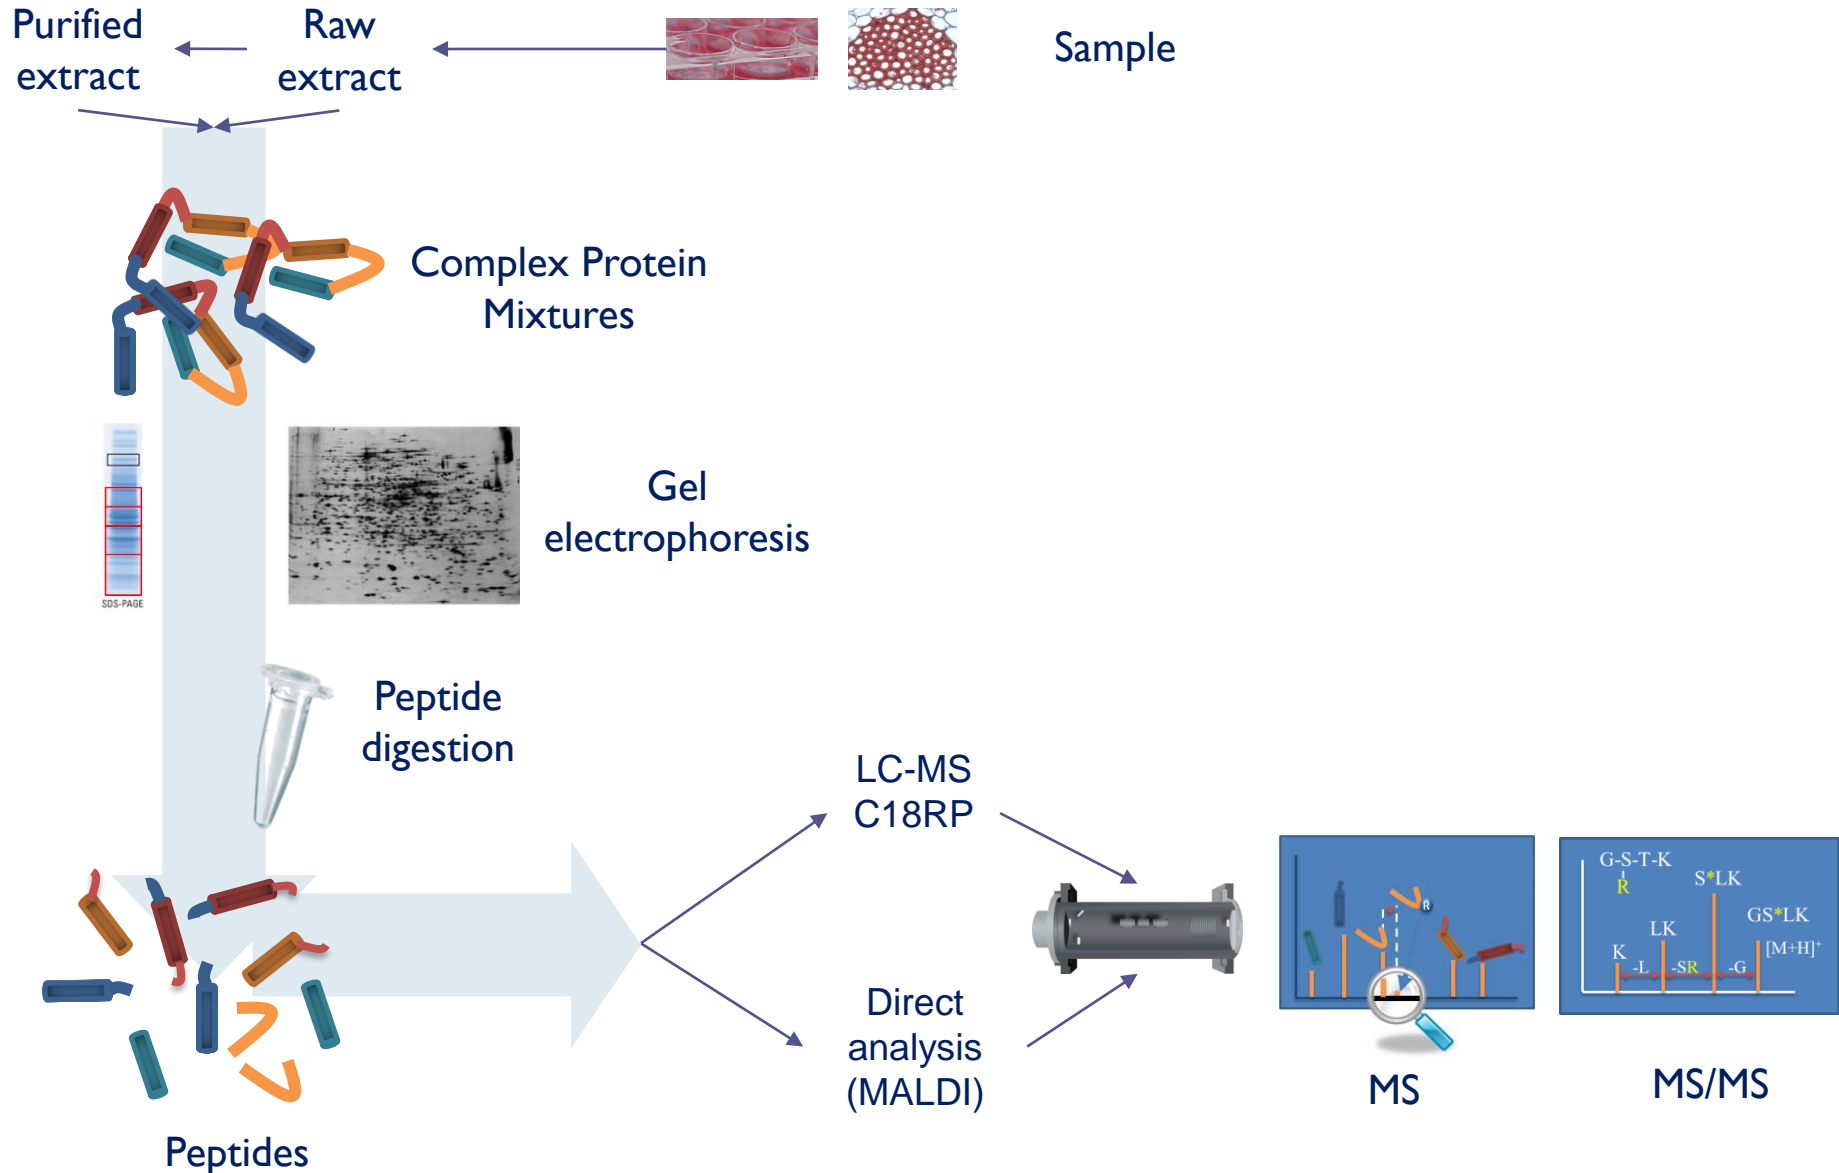 Purified
extract
Raw
extract
Sample
Complex Protein
Mixtures
Gel
electrophoresis
SDS-PAGE
Peptide
digestion
LC-MS
C18RP
Direct
analysis
(MALDI)
Peptides
R
MS
G-S-T-K
R
S*LK
GS*LK
LK
K
[M+H]+
-L
-SR
-G
MS/MS